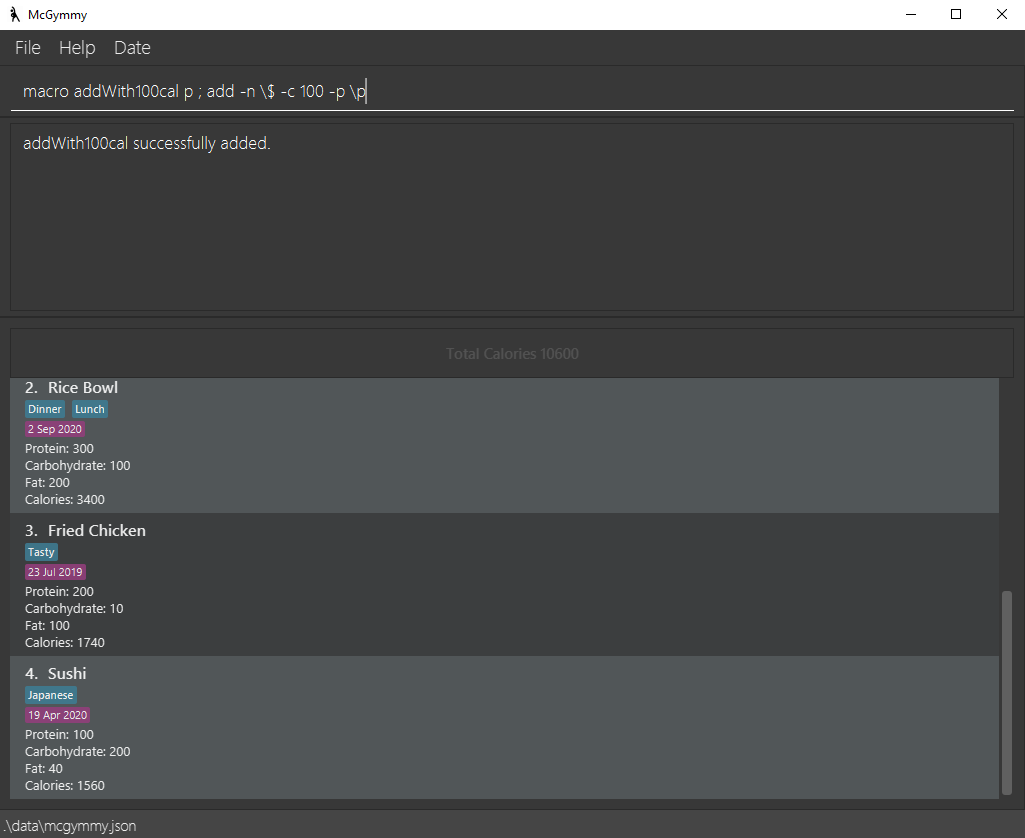 McGymmy
File Help Date
macro addWith100cal p ; add -n \$ -c 100 -p \p
addWith100cal successfully added.
Total Calories 10600
2. Rice Bowl
Dinner Lunch
2 Sep 2020
Protein: 300
Carbohydrate: 100
Fat: 200
Calories: 3400
3. Fried Chicken
Tasty
23 Jul 2019
Protein: 200
Carbohydrate: 10
Fat: 100
Calories: 1740
4. Sushi
Japanese
19 Apr 2020
Protein: 100
Carbohydrate: 200
Fat: 40
Calories: 1560
.\data\mcgymmy.json